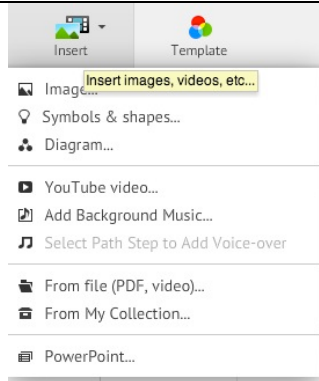 Insert Template
Insert images, videos, etc...
Image...
Symbols & shapes...
Diagram...
YouTube video...
Add Background Music...
Select Path Step to Add Voice-over
From file (PDF, video)...
From My Collection...
PowerPoint...